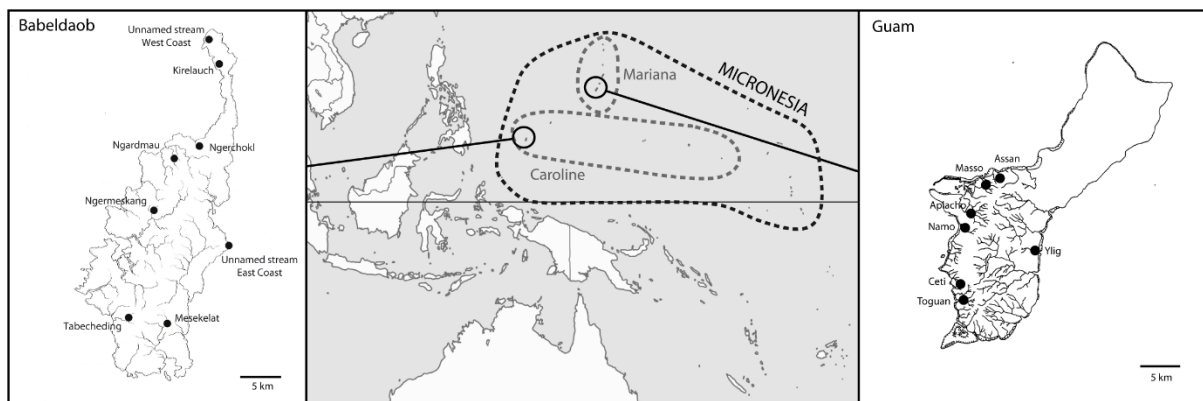 Babeldaob
Unnamed stream
West Coast
Kirelauch
Ngardmau
Ngerchokl
Ngermeskang
Unnamed stream
East Coast
Tabecheding
Mesekelat
5 km
Mariana
MICRONESIA
Caroline
Guam
Assan
Masso
Aplacho
Namo
Ylig
Ceti
Toguan
5 km